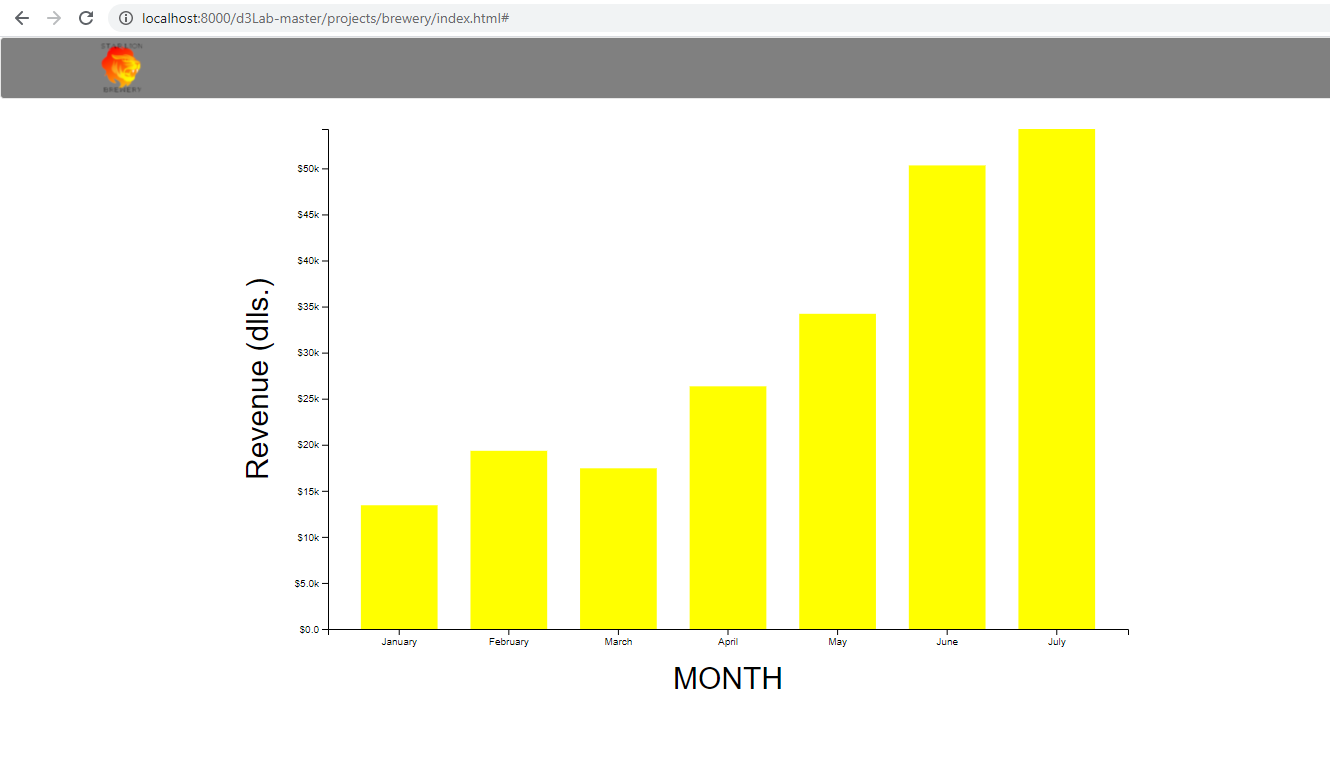 localhost:8000/d3Lab-master/projects/brewery/index.html#
BREWERY
$50k
$45k
$40k
$35k
$30k
$25k
$20k
$15k
$10k
$5.0k
$0.0
Revenue (dlls.)
January February March April May June July
MONTH